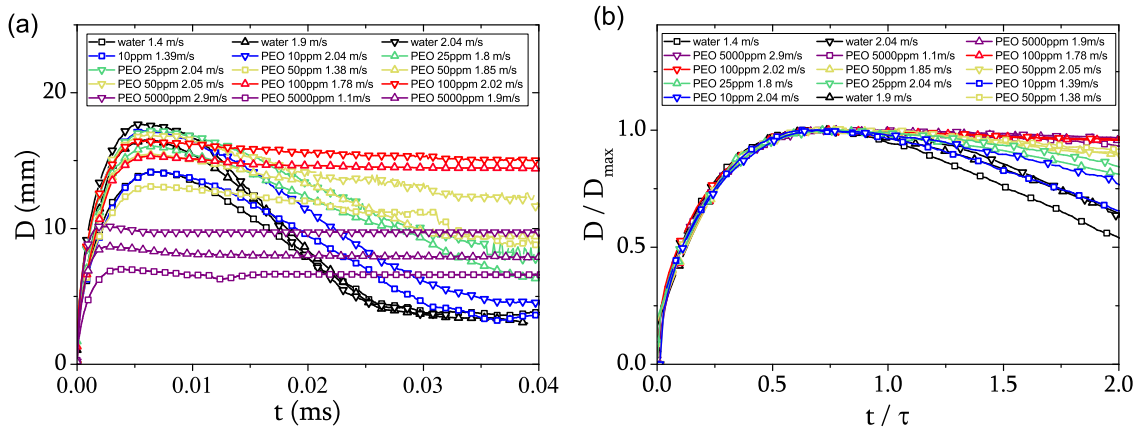 (a)
water 1.4 m/s water 1.9 m/s water 2.04 m/s
10ppm 1.39m/s PEO 10ppm 2.04 m/s PEO 25ppm 1.8 m/s
PEO 25ppm 2.04 m/s PEO 50ppm 1.38 m/s PEO 50ppm 1.85 m/s
PEO 50ppm 2.05 m/s PEO 100ppm 1.78 m/s PEO 100ppm 2.02 m/s
PEO 5000ppm 2.9m/s PEO 5000ppm 1.1m/s PEO 5000ppm 1.9m/s
20
10
0
D (mm)
0.00 0.01 0.02 0.03 0.04
t (ms)
(b)
water 1.4 m/s water 2.04 m/s PEO 5000ppm 1.9m/s
PEO 5000ppm 2.9m/s PEO 5000ppm 1.1m/s PEO 100ppm 1.78 m/s
PEO 100ppm 2.02 m/s PEO 50ppm 1.85 m/s PEO 50ppm 2.05 m/s
PEO 25ppm 1.8 m/s PEO 25ppm 2.04 m/s PEO 10ppm 1.39m/s
PEO 10ppm 2.04 m/s water 1.9 m/s PEO 50ppm 1.38 m/s
1.0
0.5
0.0
D / Dmax
0.0 0.5 1.0 1.5 2.0
t / τ